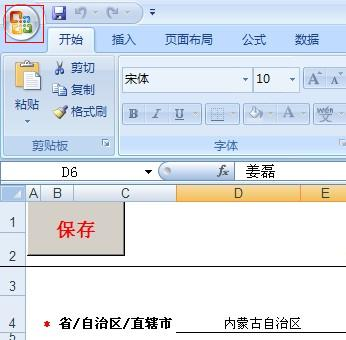 开始 插入 页面布局 公式 数据
剪切
复制
粘贴 格式刷
宋体 10 A A
B I U A wén
剪贴板 字体
D6 fx 姜磊
A B C D E
1
保存
2
3
4 * 省/自治区/直辖市 内蒙古自治区
5